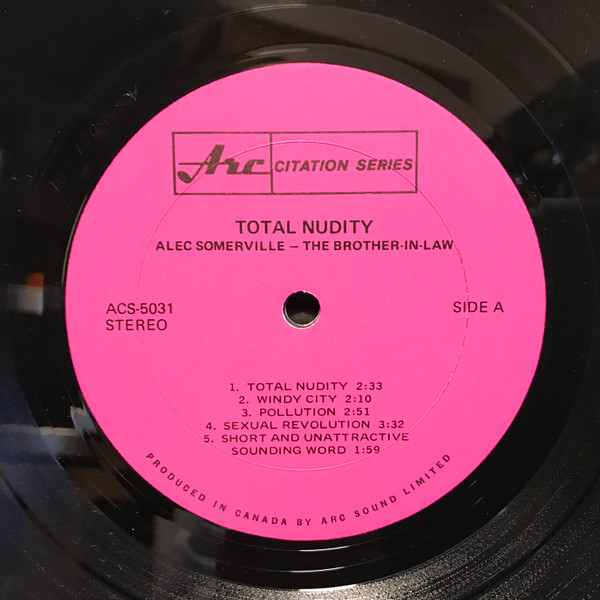 Arc CITATION SERIES
TOTAL NUDITY
ALEC SOMERVILLE – THE BROTHER-IN-LAW
ACS-5031 SIDE A
STEREO
1. TOTAL NUDITY 2:33
2. WINDY CITY 2:10
3. POLLUTION 2:51
4. SEXUAL REVOLUTION 3:32
5. SHORT AND UNATTRACTIVE
SOUNDING WORD 1:59
PRODUCED IN CANADA BY ARC SOUND LIMITED